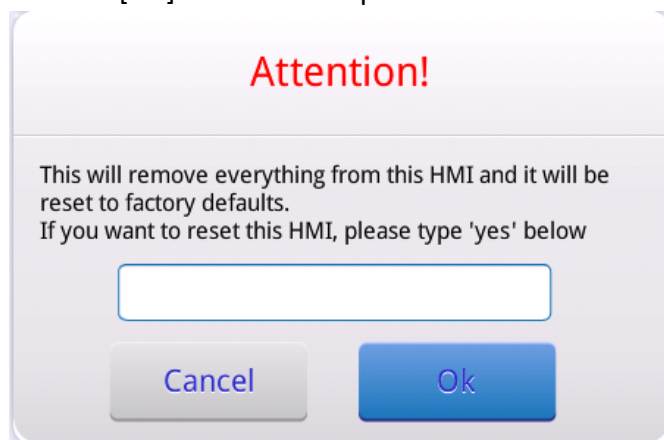 Attention!
This will remove everything from this HMI and it will be
reset to factory defaults.
If you want to reset this HMI, please type 'yes' below
Cancel
Ok